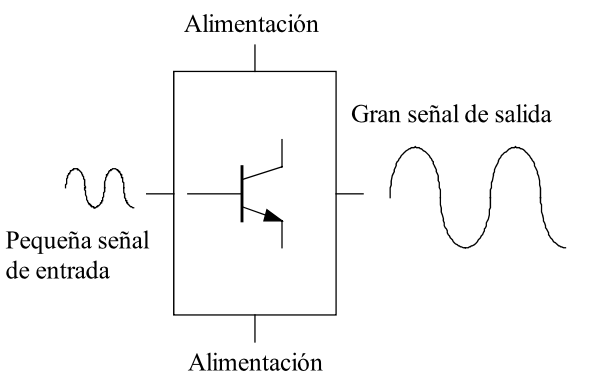 Alimentación
Gran señal de salida
Pequeña señal
de entrada
Alimentación